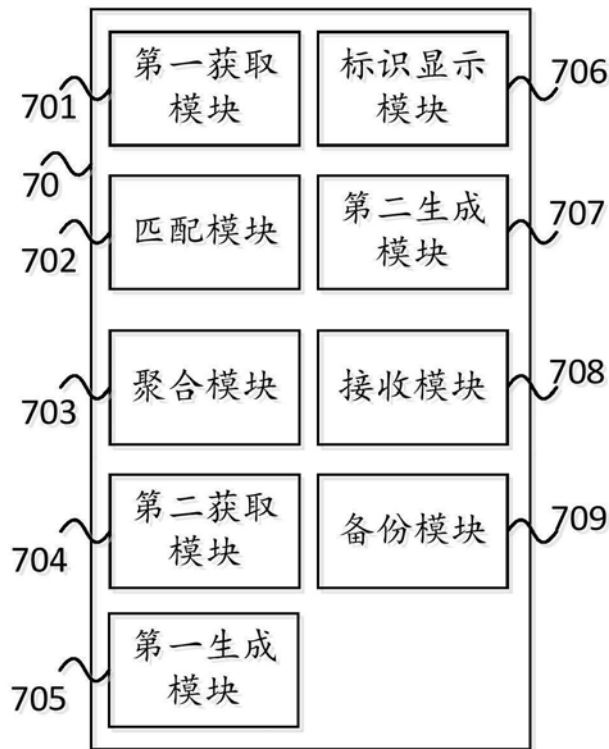 701
第一获取
模块
标识显示
模块
706
70
702
匹配模块
第二生成
模块
707
703
聚合模块
接收模块
708
704
第二获取
模块
备份模块
709
705
第一生成
模块